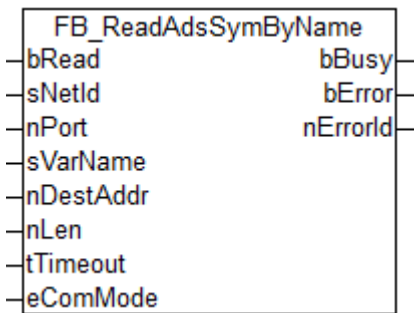 FB_ReadAdsSymByName
bRead bBusy
sNetId bError
nPort nErrorId
sVarName
nDestAddr
nLen
tTimeout
eComMode